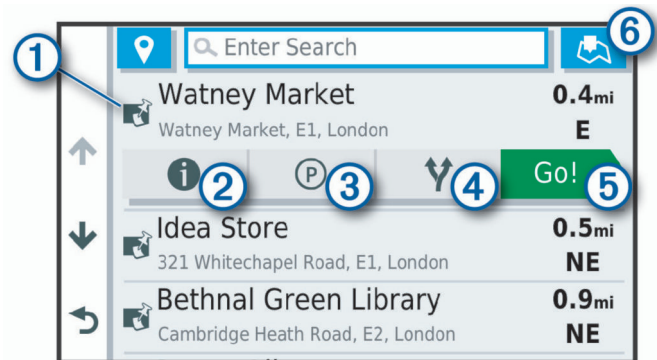 6
Enter Search
1
Watney Market 0.4mi
Watney Market, E1, London E
i 2 P 3 4 Go! 5
Idea Store 0.5mi
321 Whitechapel Road, E1, London NE
Bethnal Green Library 0.9mi
Cambridge Heath Road, E2, London NE